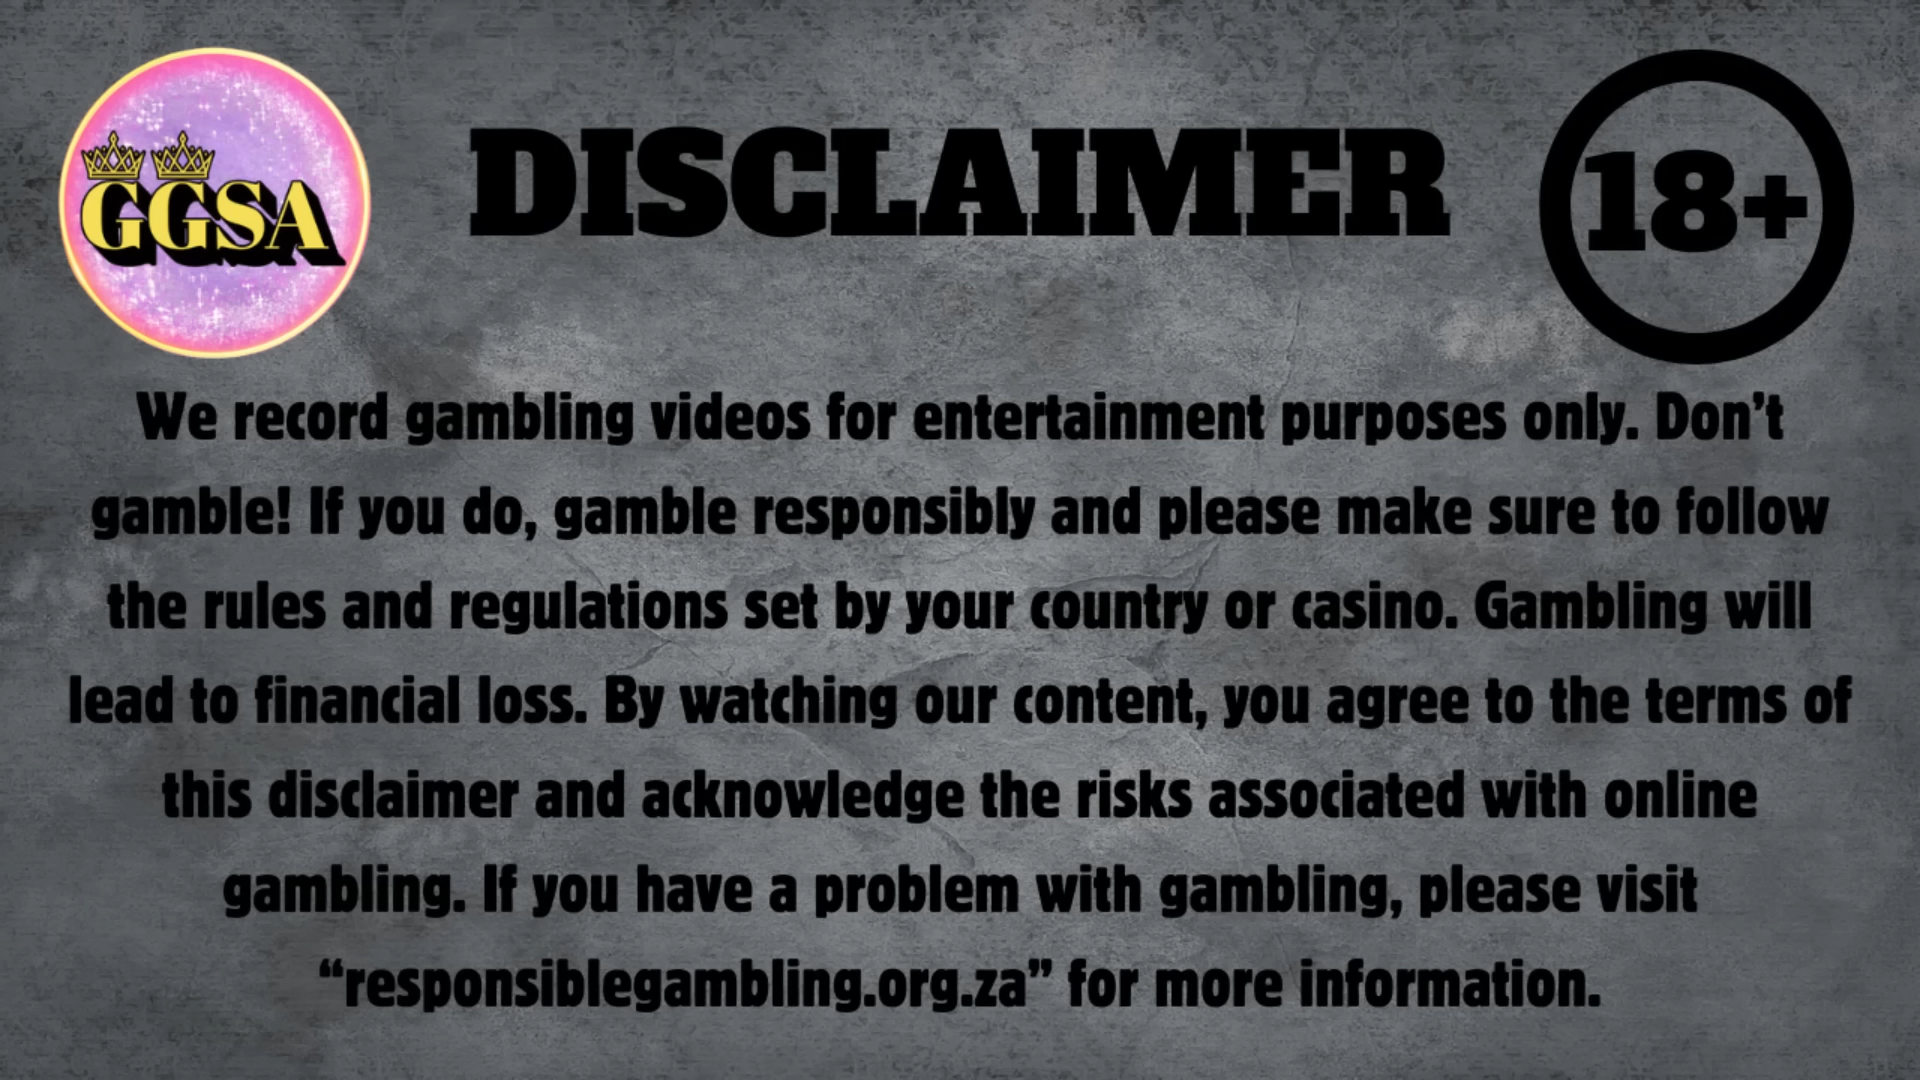 GGSA
DISCLAIMER
18+
We record gambling videos for entertainment purposes only. Don’t
gamble! If you do, gamble responsibly and please make sure to follow
the rules and regulations set by your country or casino. Gambling will
lead to financial loss. By watching our content, you agree to the terms of
this disclaimer and acknowledge the risks associated with online
gambling. If you have a problem with gambling, please visit
“responsiblegambling.org.za” for more information.